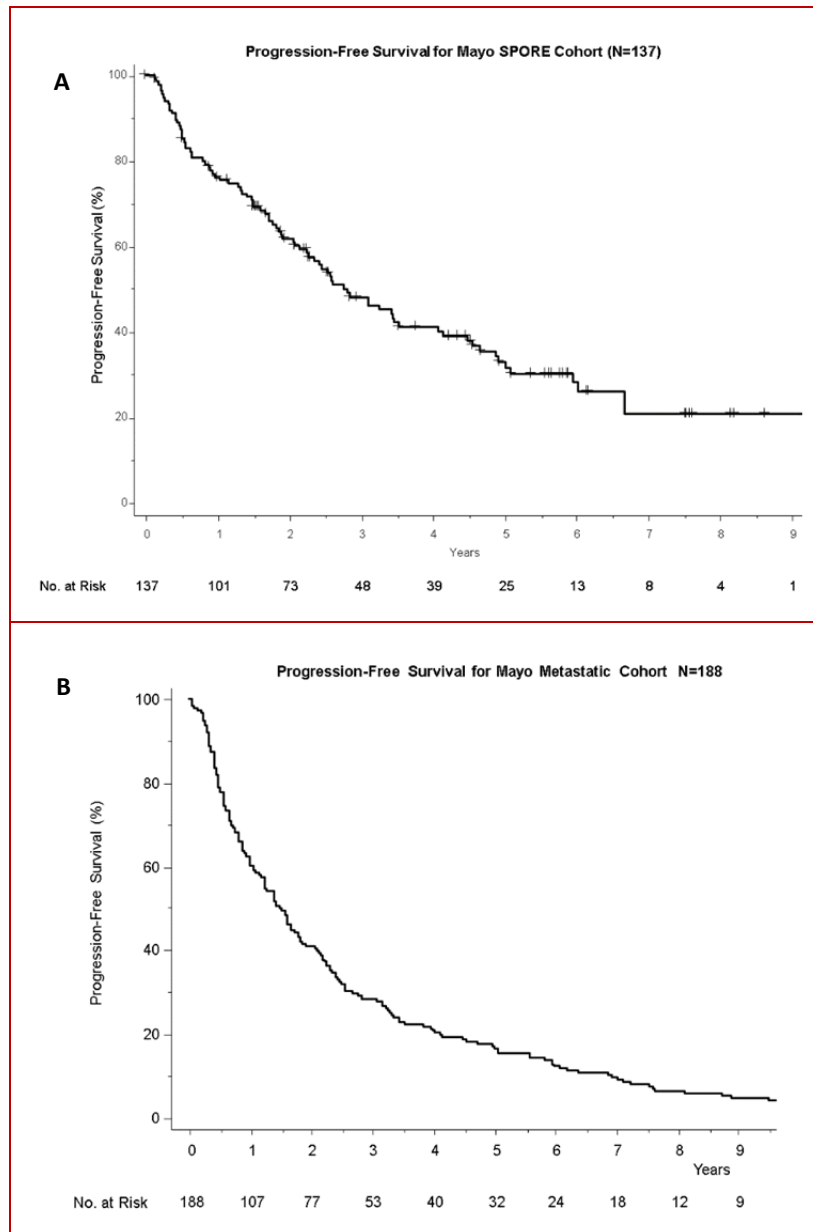 Progression-Free Survival for Mayo SPORE Cohort (N=137)
A
100
80
60
40
20
0
Progression-Free Survival (%)
0 1 2 3 4 5 6 7 8 9
Years
No. at Risk 137 101 73 48 39 25 13 8 4 1
Progression-Free Survival for Mayo Metastatic Cohort N=188
B
100
80
60
40
20
0
Progression-Free Survival (%)
0 1 2 3 4 5 6 7 8 9
Years
No. at Risk 188 107 77 53 40 32 24 18 12 9